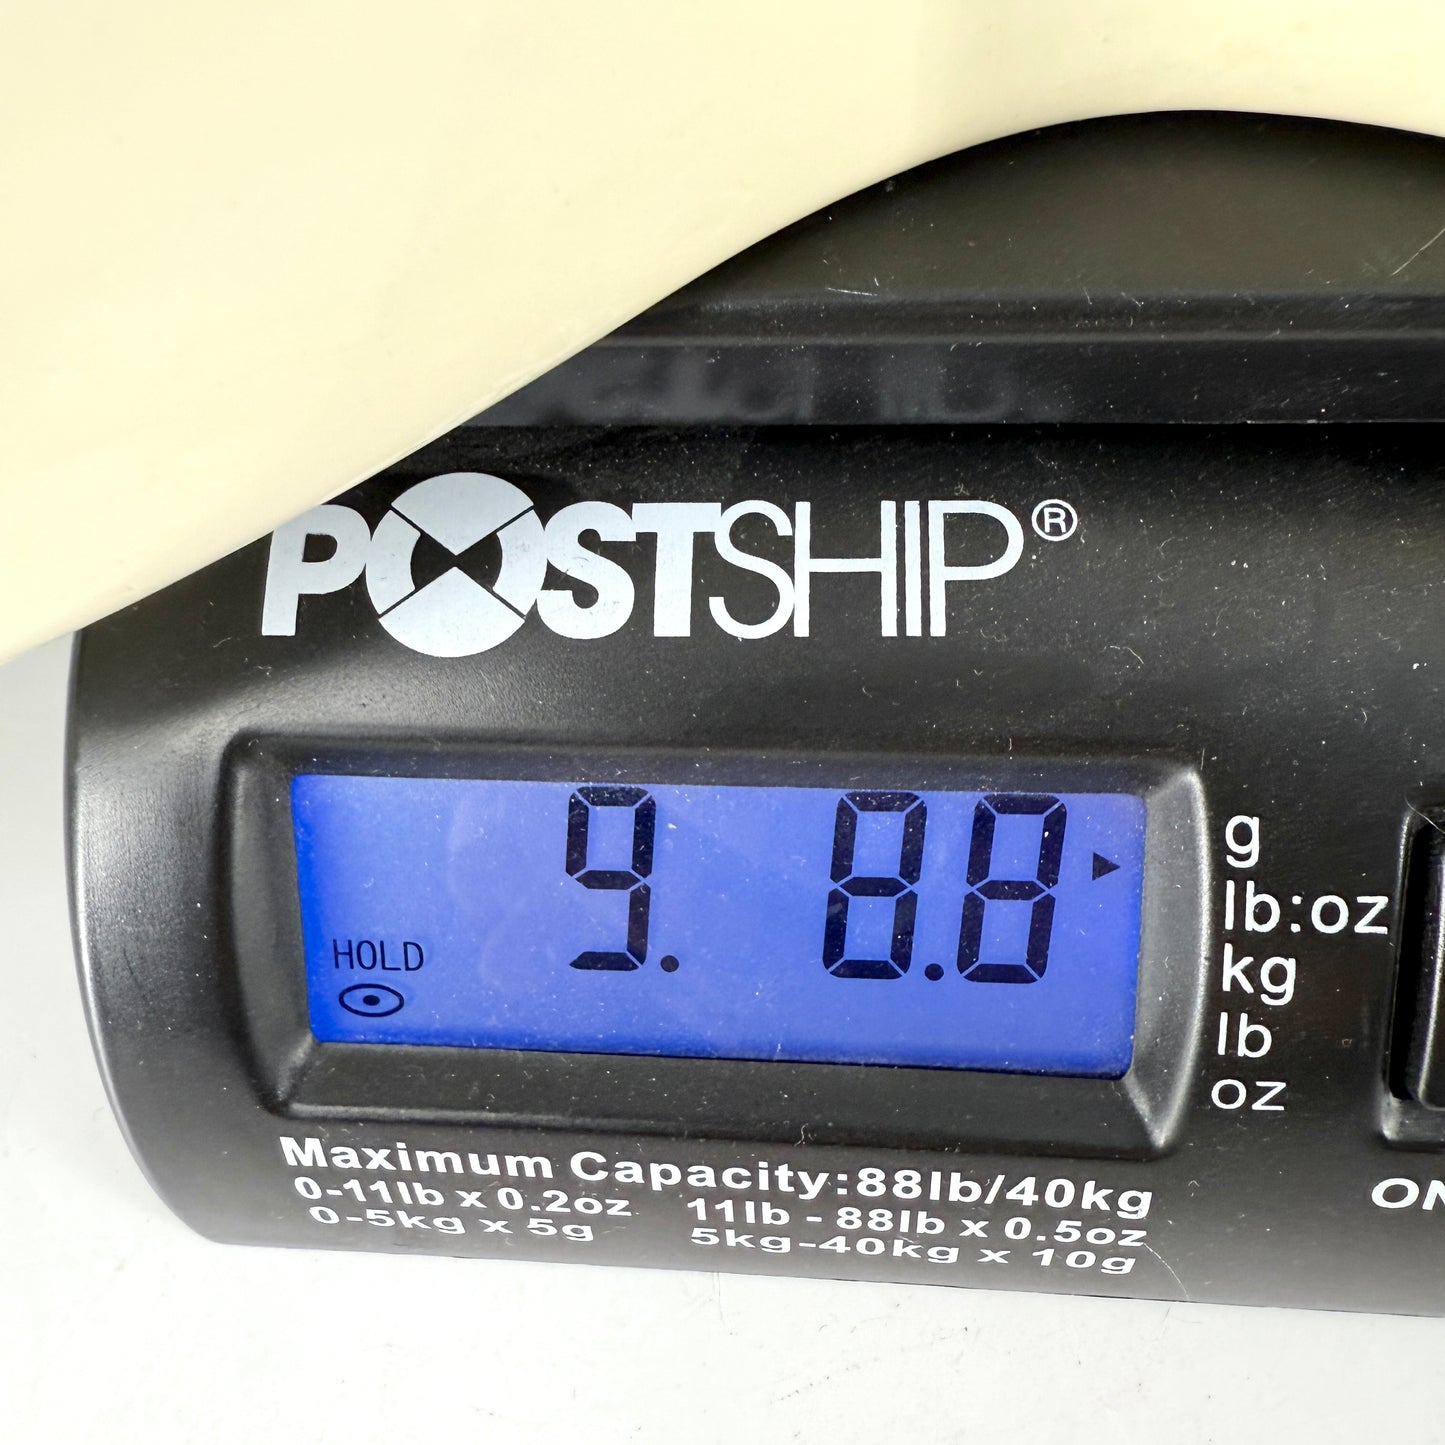 POSTSHIP®
9. 8.8
g
lb:oz
HOLD
kg
lb
oz
Maximum Capacity:88lb/40kg
0-11lb x 0.2oz 11lb - 88lb x 0.5oz
0-5kg x 5g 5kg-40kg x 10g